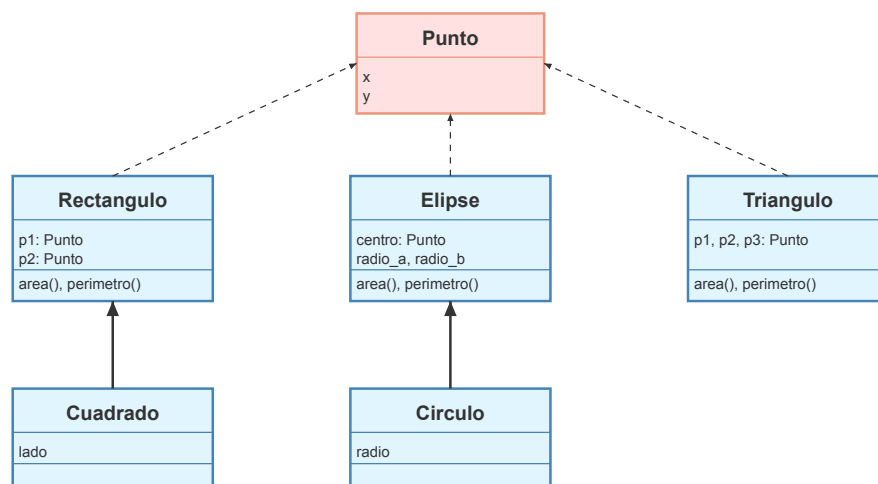 Punto
x
y
Rectangulo
p1: Punto
p2: Punto
area(), perimetro()
Elipse
centro: Punto
radio_a, radio_b
area(), perimetro()
Triangulo
p1, p2, p3: Punto
area(), perimetro()
Cuadrado
lado
Circulo
radio